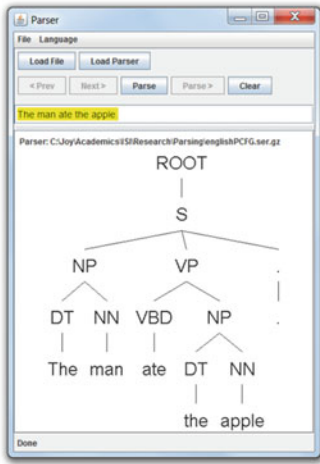 Parser
File Language
Load File Load Parser
< Prev Next > Parse Parse > Clear
The man ate the apple.
Parser: C:\Joy\Academics\ISI\Research\Parsing\englishPCFG.ser.gz
ROOT
S
NP VP .
DT NN VBD NP .
The man ate DT NN
the apple
Done